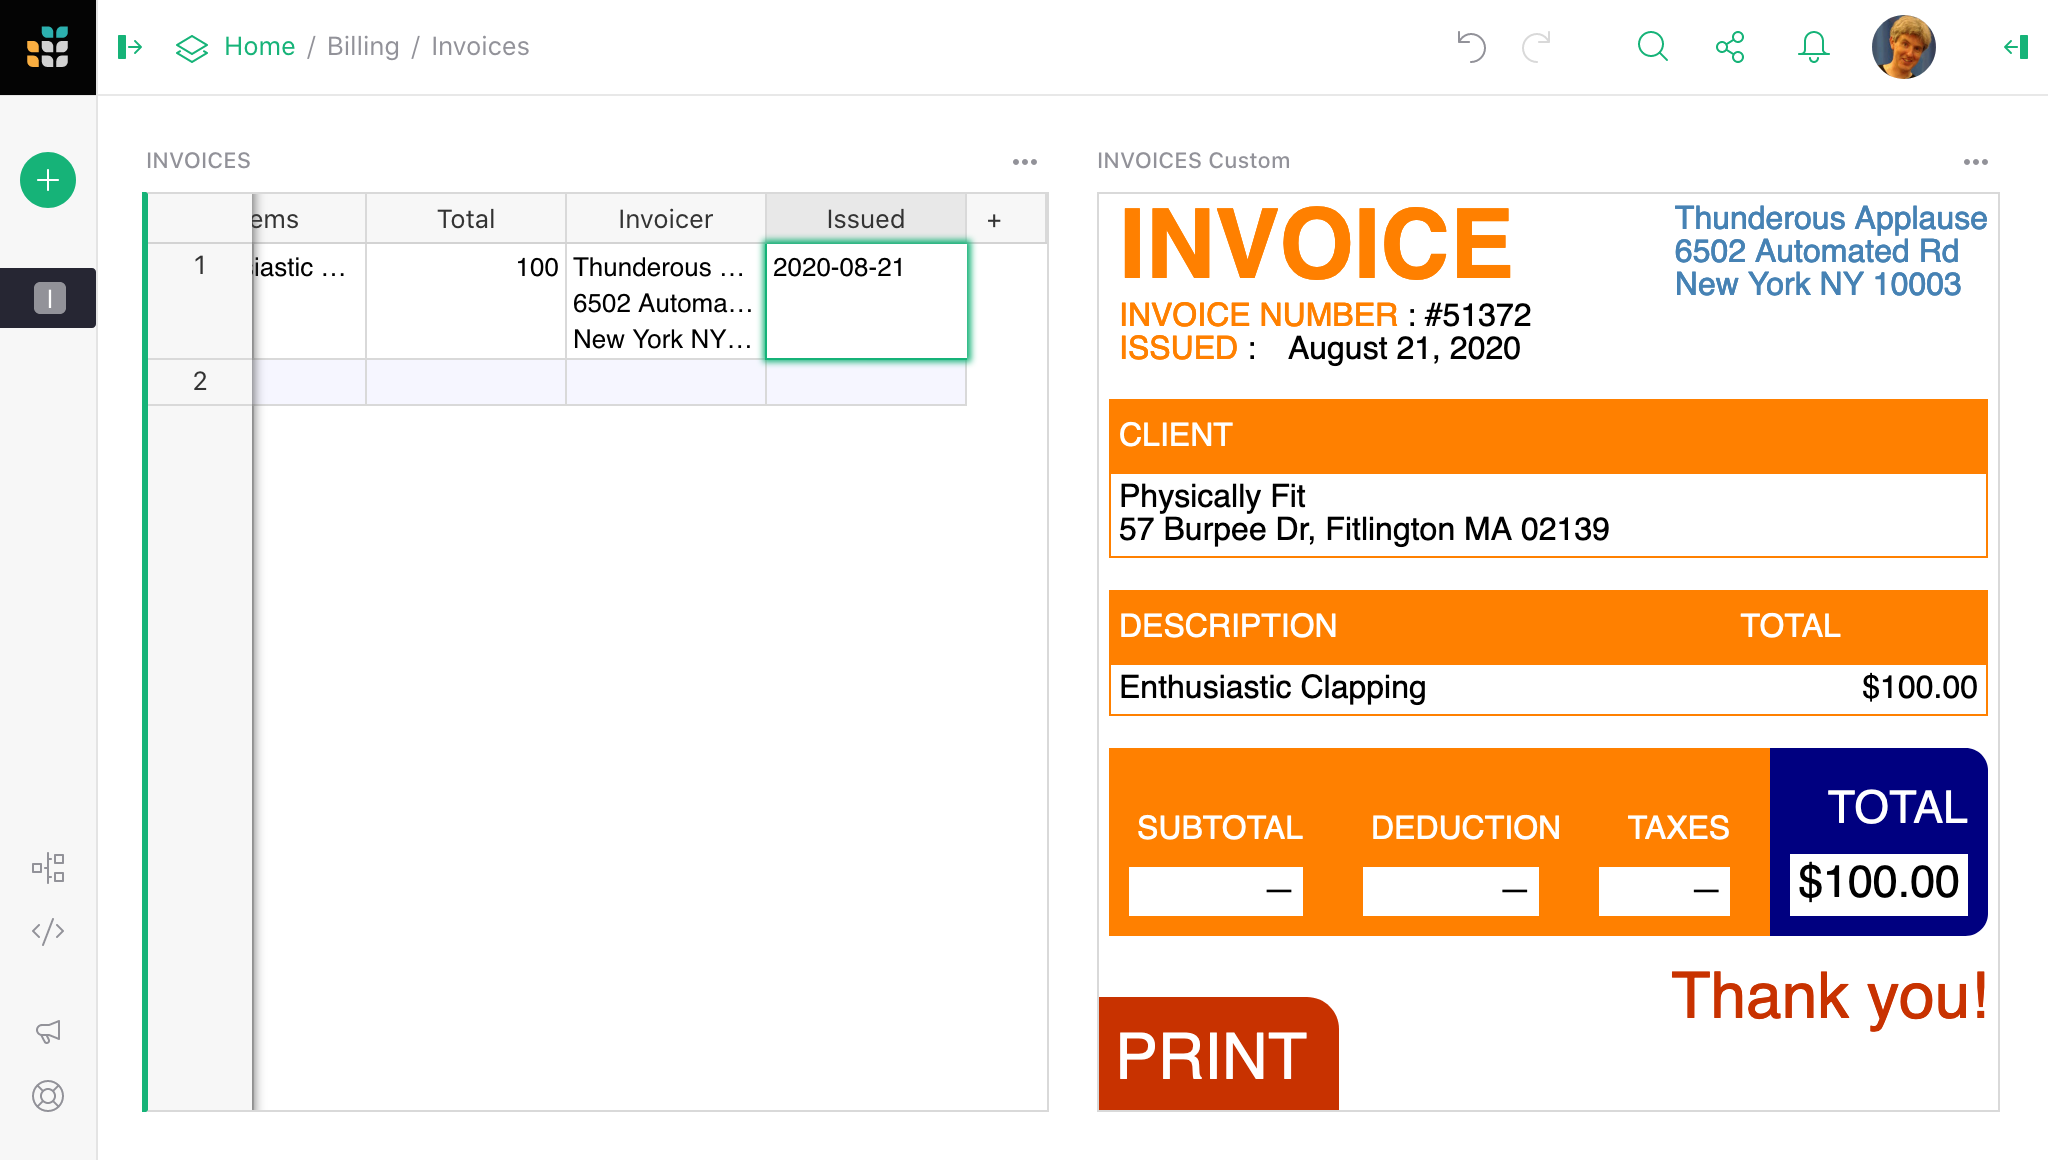 Home / Billing / Invoices
INVOICES
ems Total Invoicer Issued +
1 iastic ... 100 Thunderous ... 2020-08-21
6502 Automa...
New York NY...
2
I
INVOICES Custom
INVOICE
Thunderous Applause
6502 Automated Rd
New York NY 10003
INVOICE NUMBER : #51372
ISSUED : August 21, 2020
CLIENT
Physically Fit
57 Burpee Dr, Fitlington MA 02139
DESCRIPTION TOTAL
Enthusiastic Clapping $100.00
SUBTOTAL DEDUCTION TAXES TOTAL
— — — $100.00
Thank you!
PRINT